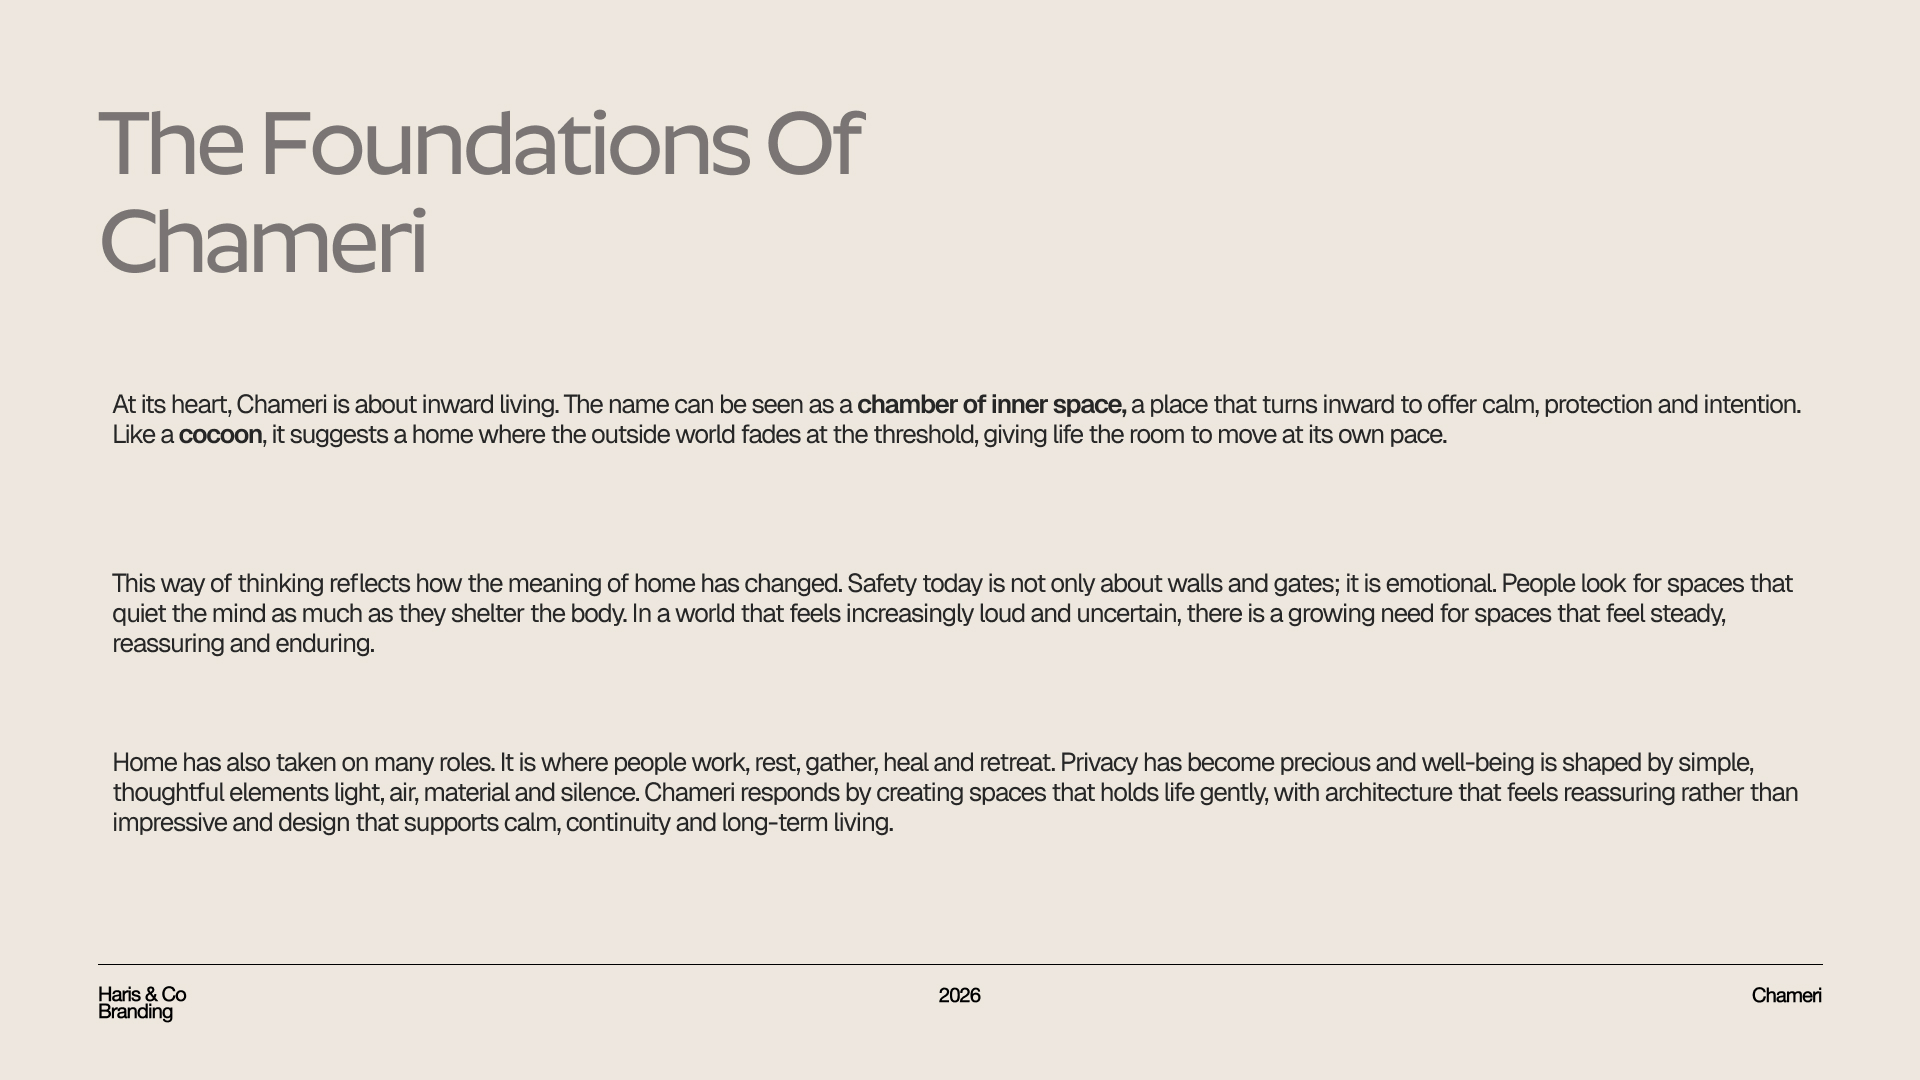 The Foundations Of
Chameri
At its heart, Chameri is about inward living. The name can be seen as a chamber of inner space, a place that turns inward to offer calm, protection and intention.
Like a cocoon, it suggests a home where the outside world fades at the threshold, giving life the room to move at its own pace.
This way of thinking reflects how the meaning of home has changed. Safety today is not only about walls and gates; it is emotional. People look for spaces that
quiet the mind as much as they shelter the body. In a world that feels increasingly loud and uncertain, there is a growing need for spaces that feel steady,
reassuring and enduring.
Home has also taken on many roles. It is where people work, rest, gather, heal and retreat. Privacy has become precious and well-being is shaped by simple,
thoughtful elements light, air, material and silence. Chameri responds by creating spaces that holds life gently, with architecture that feels reassuring rather than
impressive and design that supports calm, continuity and long-term living.
Haris & Co
Branding
2026
Chameri